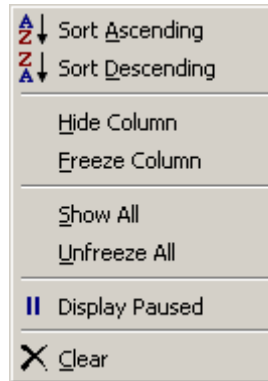 Sort Ascending
Sort Descending
Hide Column
Freeze Column
Show All
Unfreeze All
Display Paused
Clear